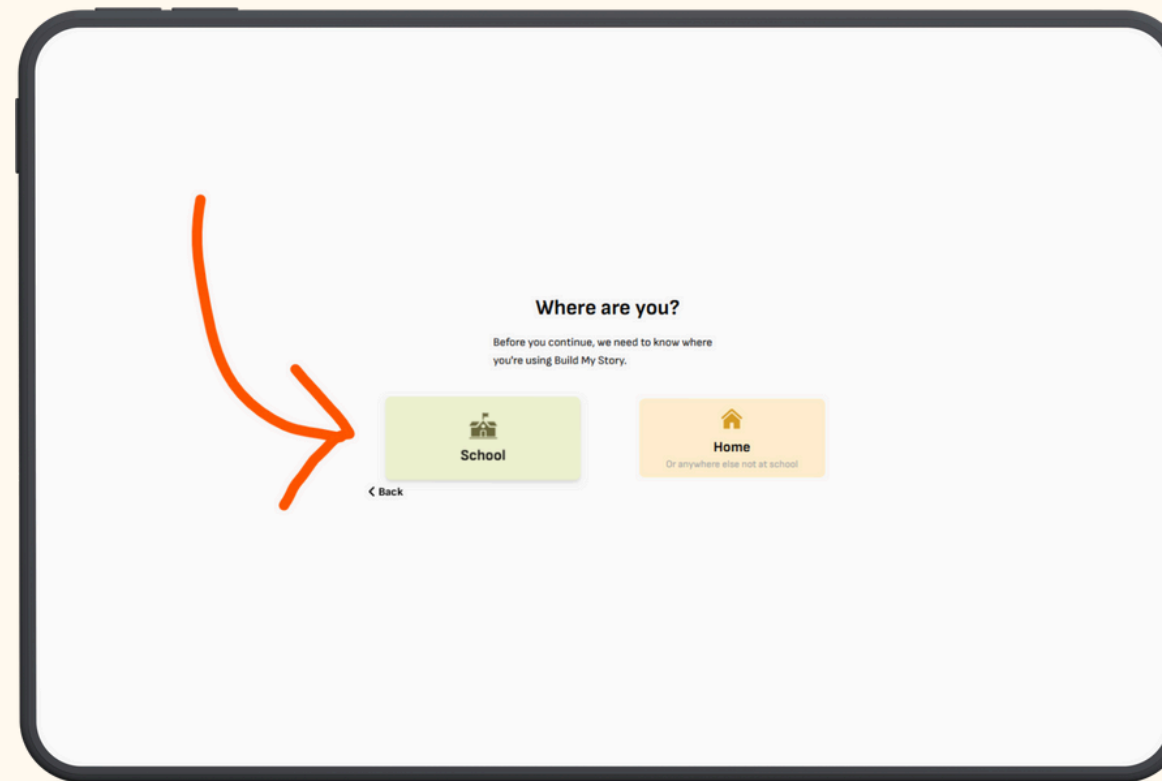 Where are you?
Before you continue, we need to know where
you're using Build My Story.
School
Home
Or anywhere else not at school
Back